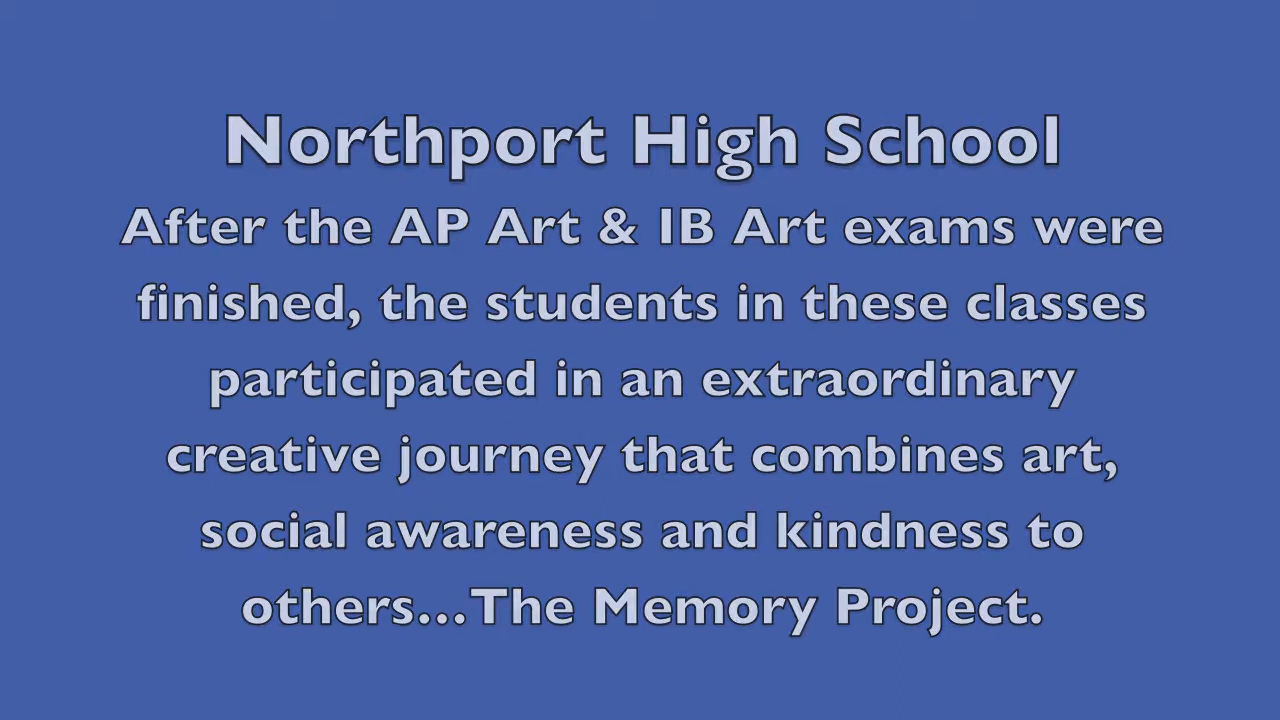 Northport High School
After the AP Art & IB Art exams were
finished, the students in these classes
participated in an extraordinary
creative journey that combines art,
social awareness and kindness to
others...The Memory Project.